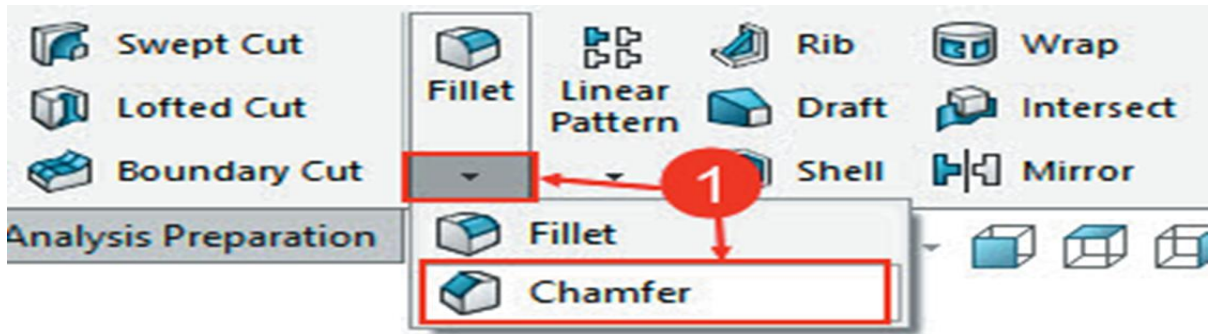 Swept Cut
Lofted Cut
Boundary Cut
Fillet
Linear
Pattern
Rib
Draft
Shell
Wrap
Intersect
Mirror
1
Analysis Preparation
Fillet
Chamfer